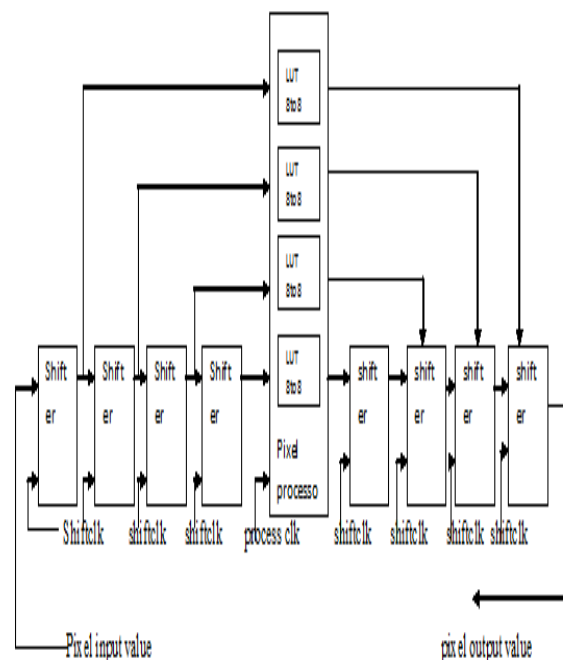 LUT
8to8
LUT
8to8
LUT
8to8
LUT
8to8
Pixel
processo
Shift
er
Shift
er
Shift
er
Shift
er
shift
er
shift
er
shift
er
shift
er
Shiftclk
shiftclk
shiftclk
process clk
shiftclk
shiftclk
shiftclk
shiftclk
Pixel input value
pixel output value